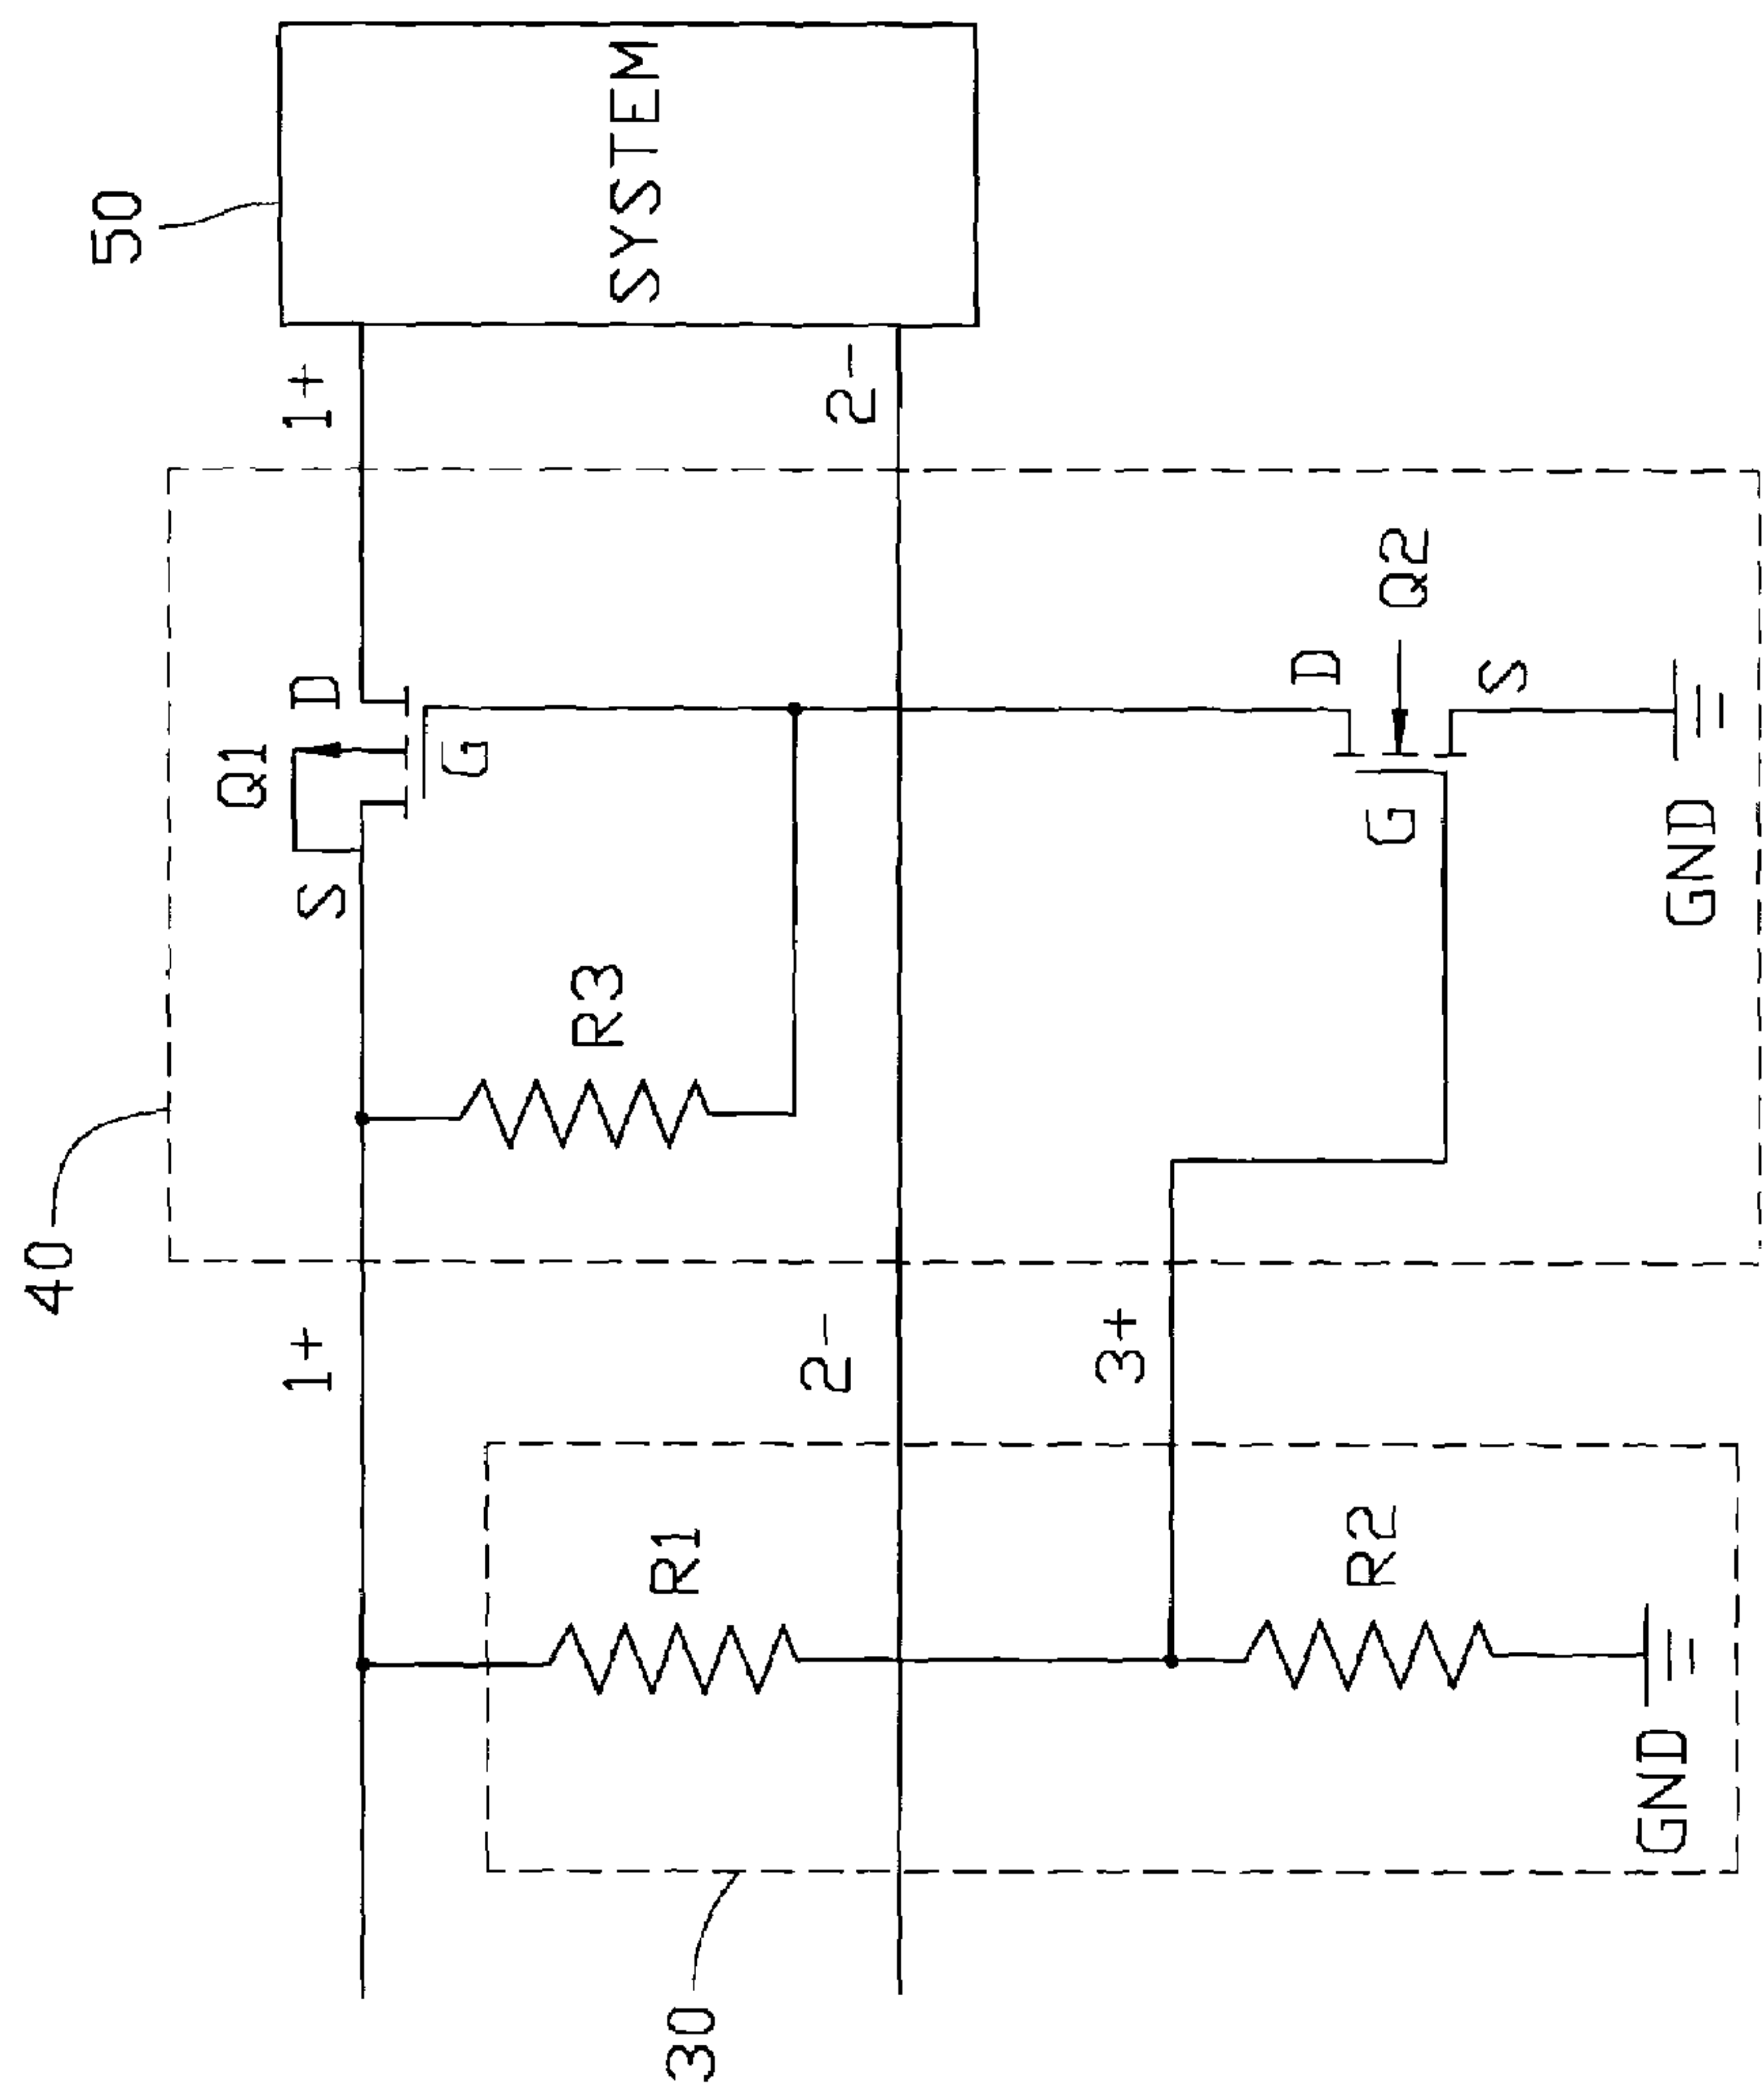 40
50
Q1
1+
S
D
1+
G
R3
SYSTEM
30
R1
2-
2-
3+
D
R2
G
Q2
S
GND
GND